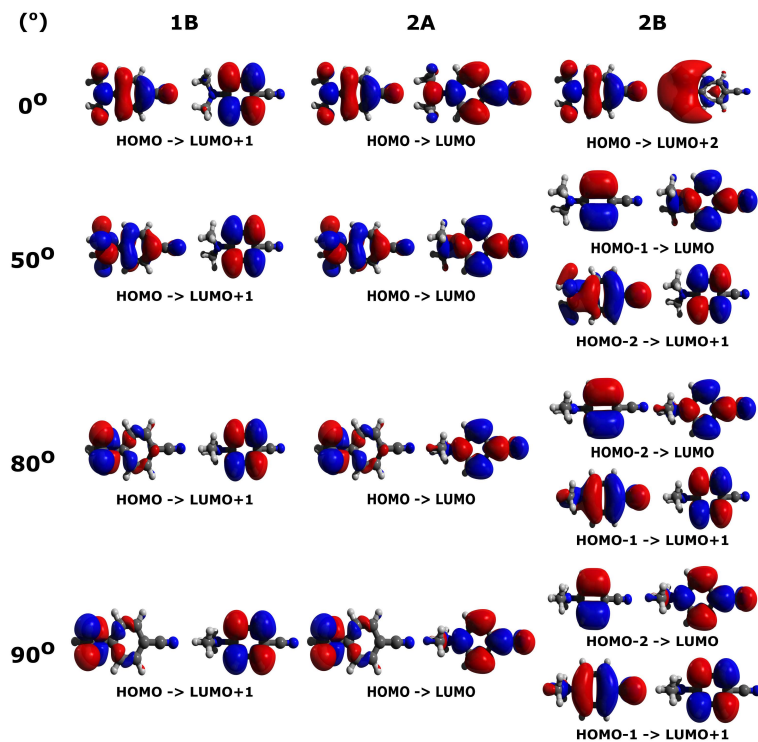 (º) 1B 2A 2B
0º
HOMO -> LUMO+1 HOMO -> LUMO HOMO -> LUMO+2
HOMO-1 -> LUMO
50º
HOMO -> LUMO+1 HOMO -> LUMO
HOMO-2 -> LUMO+1
HOMO-2 -> LUMO
80º
HOMO -> LUMO+1 HOMO -> LUMO
HOMO-1 -> LUMO+1
HOMO-2 -> LUMO
90º
HOMO -> LUMO+1 HOMO -> LUMO
HOMO-1 -> LUMO+1